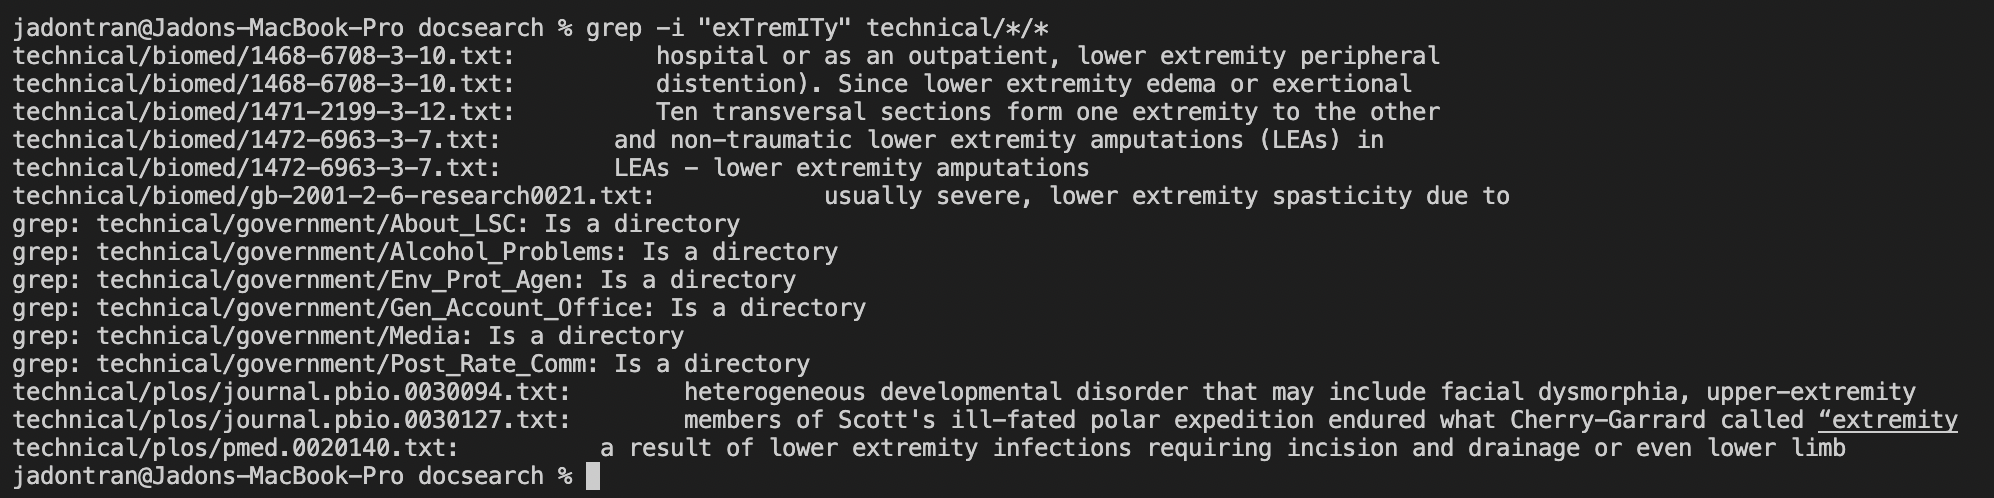 jadontran@Jadons-MacBook-Pro docsearch % grep -i "exTremITy" technical/*/*
technical/biomed/1468-6708-3-10.txt:          hospital or as an outpatient, lower extremity peripheral
technical/biomed/1468-6708-3-10.txt:          distention). Since lower extremity edema or exertional
technical/biomed/1471-2199-3-12.txt:          Ten transversal sections form one extremity to the other
technical/biomed/1472-6963-3-7.txt:        and non-traumatic lower extremity amputations (LEAs) in
technical/biomed/1472-6963-3-7.txt:        LEAs - lower extremity amputations
technical/biomed/gb-2001-2-6-research0021.txt:            usually severe, lower extremity spasticity due to
grep: technical/government/About_LSC: Is a directory
grep: technical/government/Alcohol_Problems: Is a directory
grep: technical/government/Env_Prot_Agen: Is a directory
grep: technical/government/Gen_Account_Office: Is a directory
grep: technical/government/Media: Is a directory
grep: technical/government/Post_Rate_Comm: Is a directory
technical/plos/journal.pbio.0030094.txt:        heterogeneous developmental disorder that may include facial dysmorphia, upper-extremity
technical/plos/journal.pbio.0030127.txt:        members of Scott's ill-fated polar expedition endured what Cherry-Garrard called “extremity
technical/plos/pmed.0020140.txt:          a result of lower extremity infections requiring incision and drainage or even lower limb
jadontran@Jadons-MacBook-Pro docsearch %